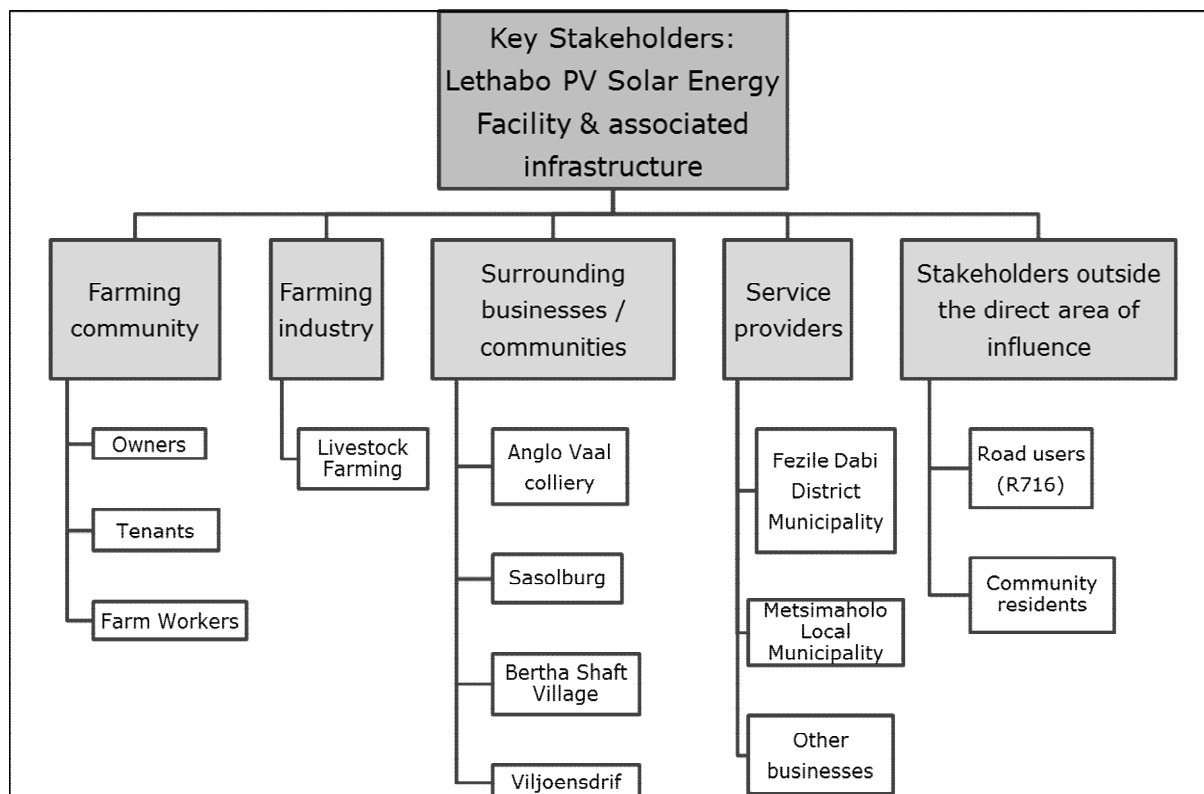 Key Stakeholders:
Lethabo PV Solar Energy
Facility & associated
infrastructure
Farming
community
Owners
Tenants
Farm Workers
Farming
industry
Livestock
Farming
Surrounding
businesses /
communities
Anglo Vaal
colliery
Sasolburg
Bertha Shaft
Village
Viljoensdrif
Service
providers
Fezile Dabi
District
Municipality
Metsimaholo
Local
Municipality
Other
businesses
Stakeholders outside
the direct area of
influence
Road users
(R716)
Community
residents